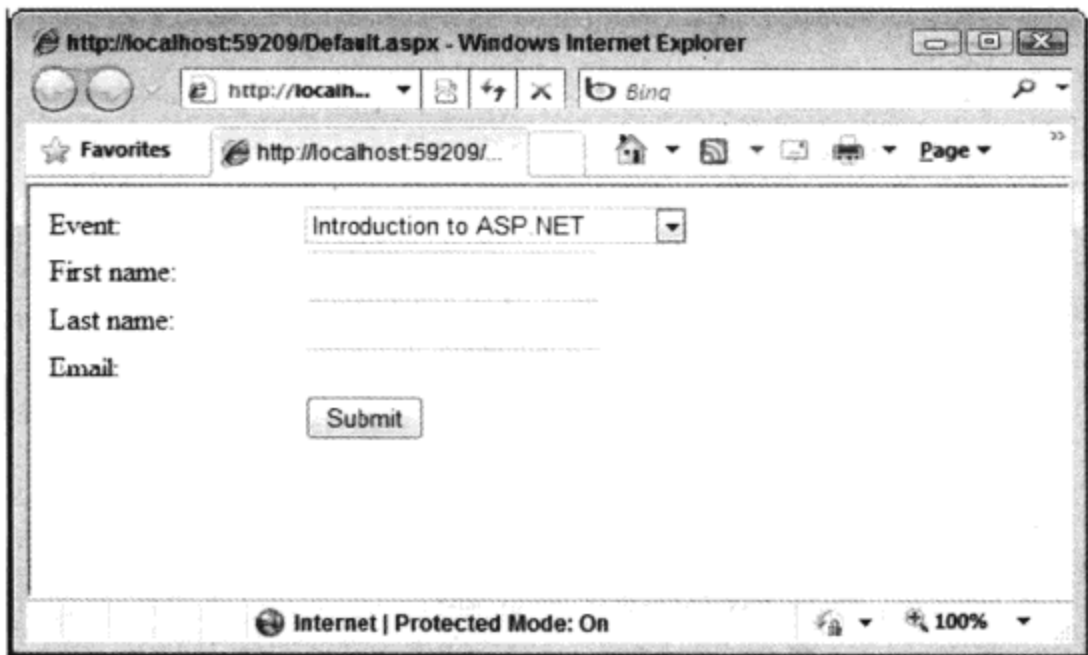 http://localhost:59209/Default.aspx - Windows Internet Explorer
http://localh...
Bing
Favorites
http://localhost:59209/...
Page
Event:
Introduction to ASP.NET
First name:
Last name:
Email:
Submit
Internet | Protected Mode: On
100%